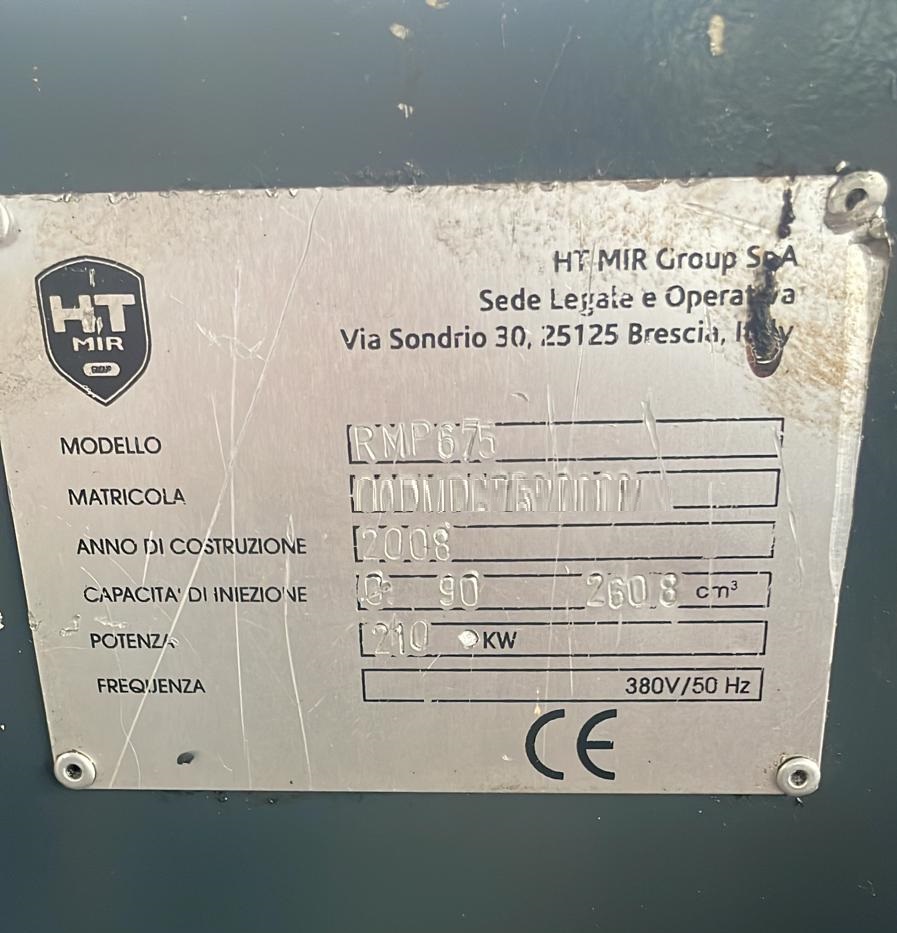 HT
MIR
GROUP
HT MIR Group SpA
Sede Legale e Operativa
Via Sondrio 30, 25125 Brescia, Italy
MODELLO RMP675
MATRICOLA
ANNO DI COSTRUZIONE 2008
CAPACITA' DI INIEZIONE 90 2608 cm³
POTENZA 210 KW
FREQUENZA 380V/50 Hz
CE